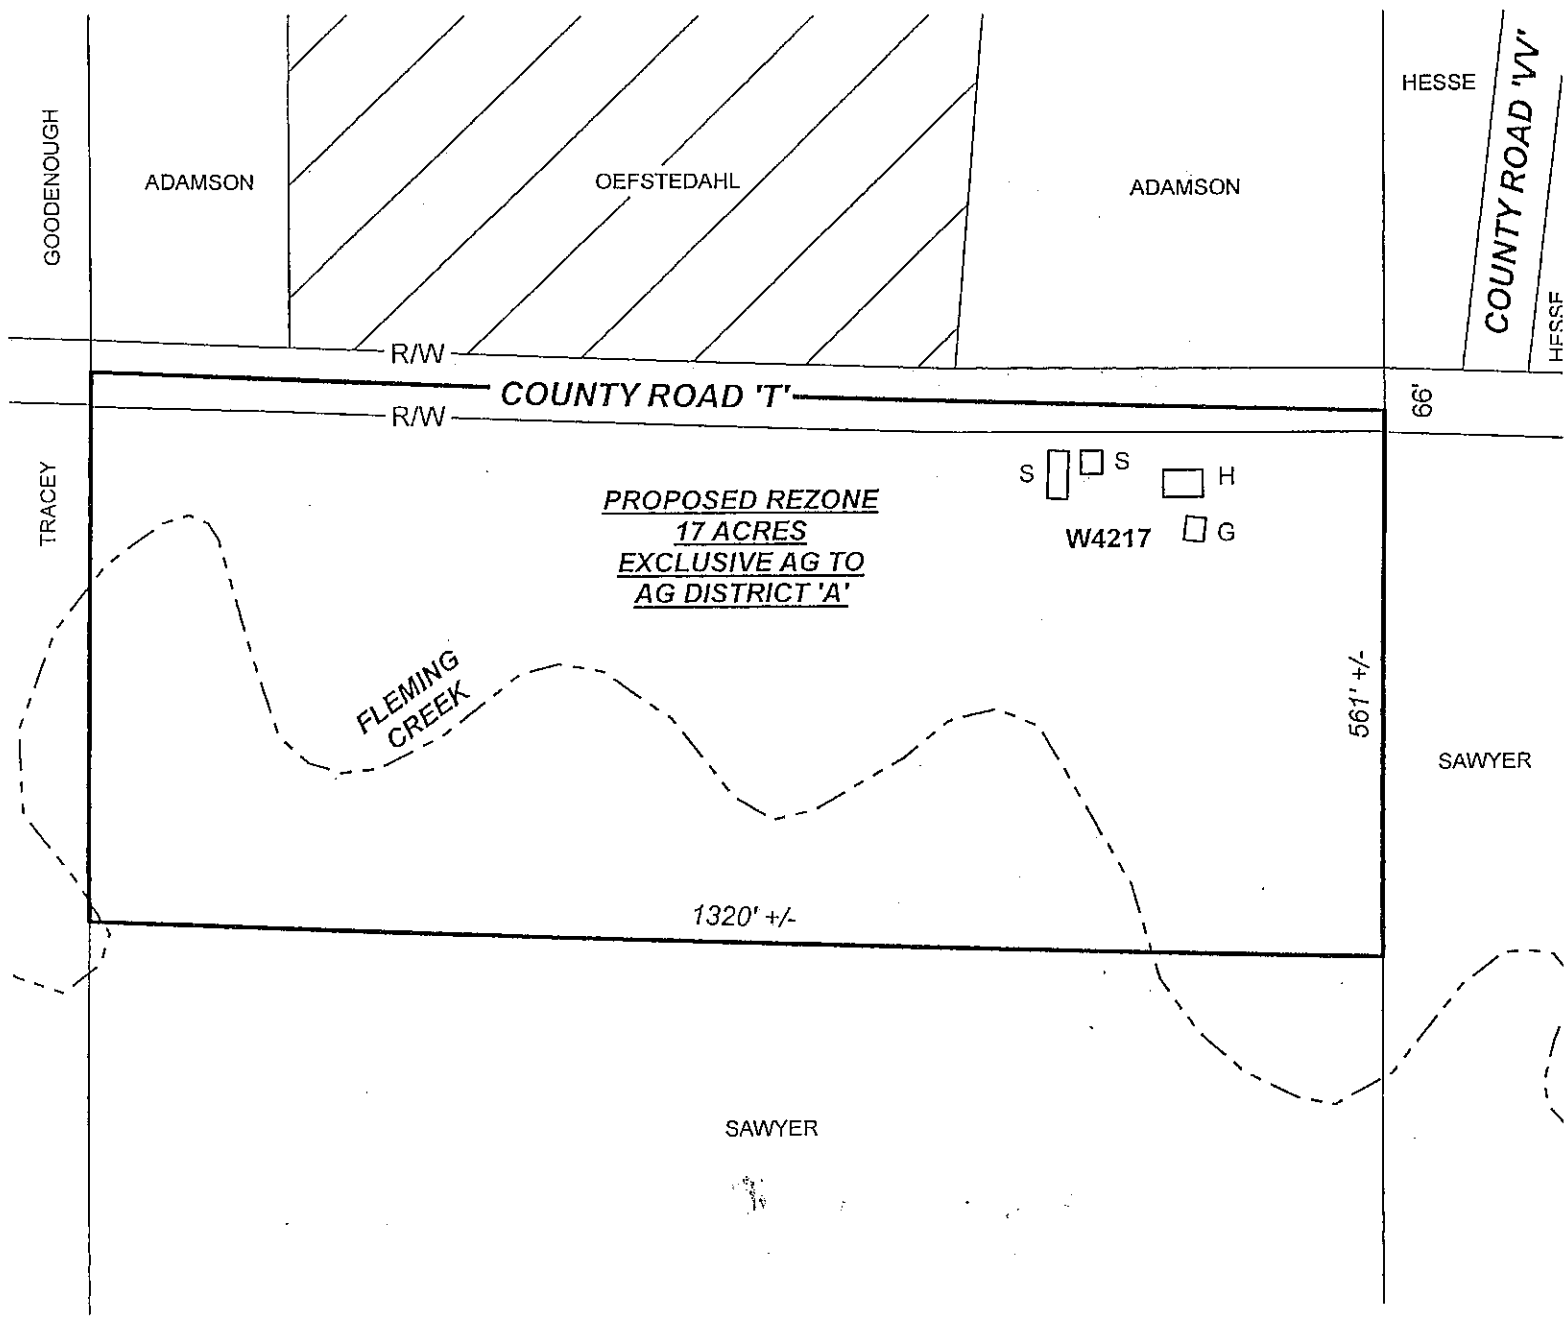 HESSE
COUNTY ROAD 'VV'
GOODENOUGH
ADAMSON
OEFSTEDAHL
ADAMSON
HESSE
R/W
COUNTY ROAD 'T'
66'
R/W
TRACEY
S
S
H
PROPOSED REZONE
17 ACRES
EXCLUSIVE AG TO
AG DISTRICT 'A'
W4217
G
FLEMING
CREEK
561' +/-
SAWYER
1320' +/-
SAWYER